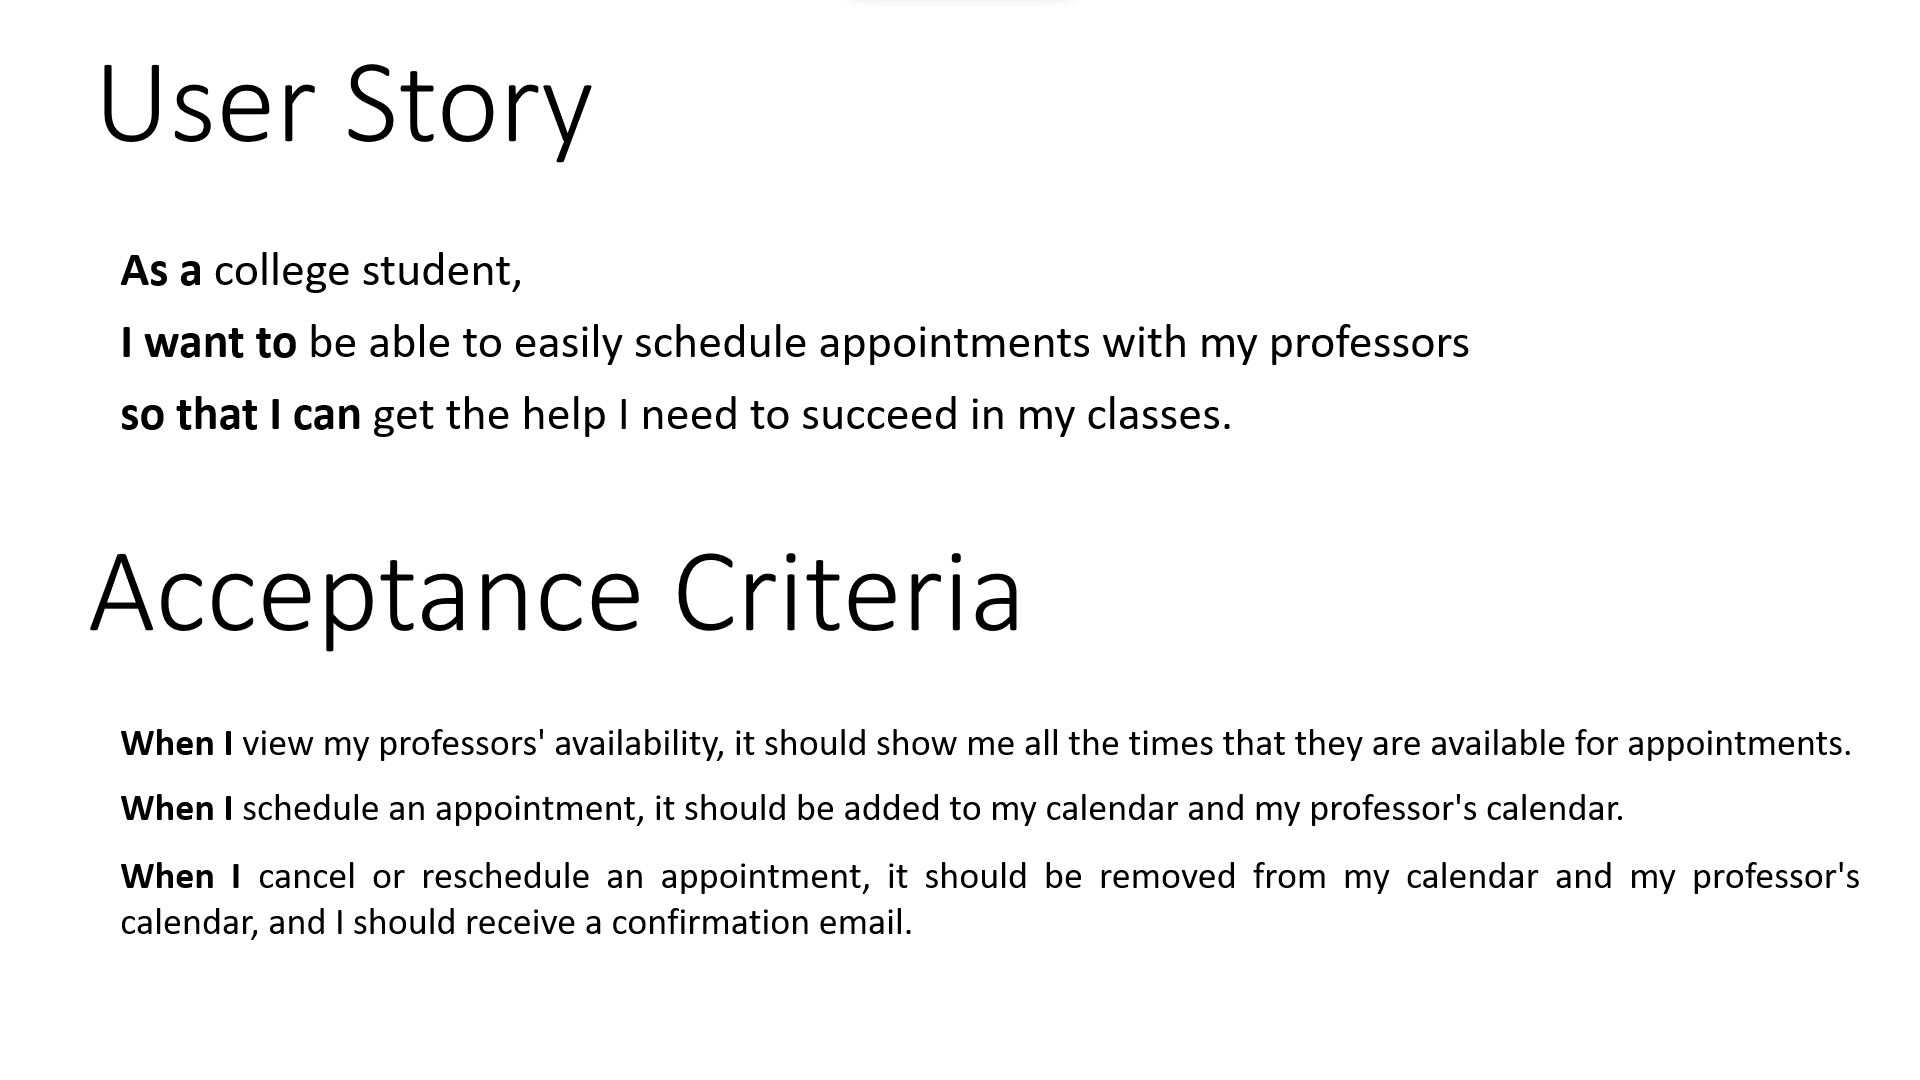 User Story
As a college student,
I want to be able to easily schedule appointments with my professors
so that I can get the help I need to succeed in my classes.
Acceptance Criteria
When I view my professors' availability, it should show me all the times that they are available for appointments.
When I schedule an appointment, it should be added to my calendar and my professor's calendar.
When I cancel or reschedule an appointment, it should be removed from my calendar and my professor's
calendar, and I should receive a confirmation email.